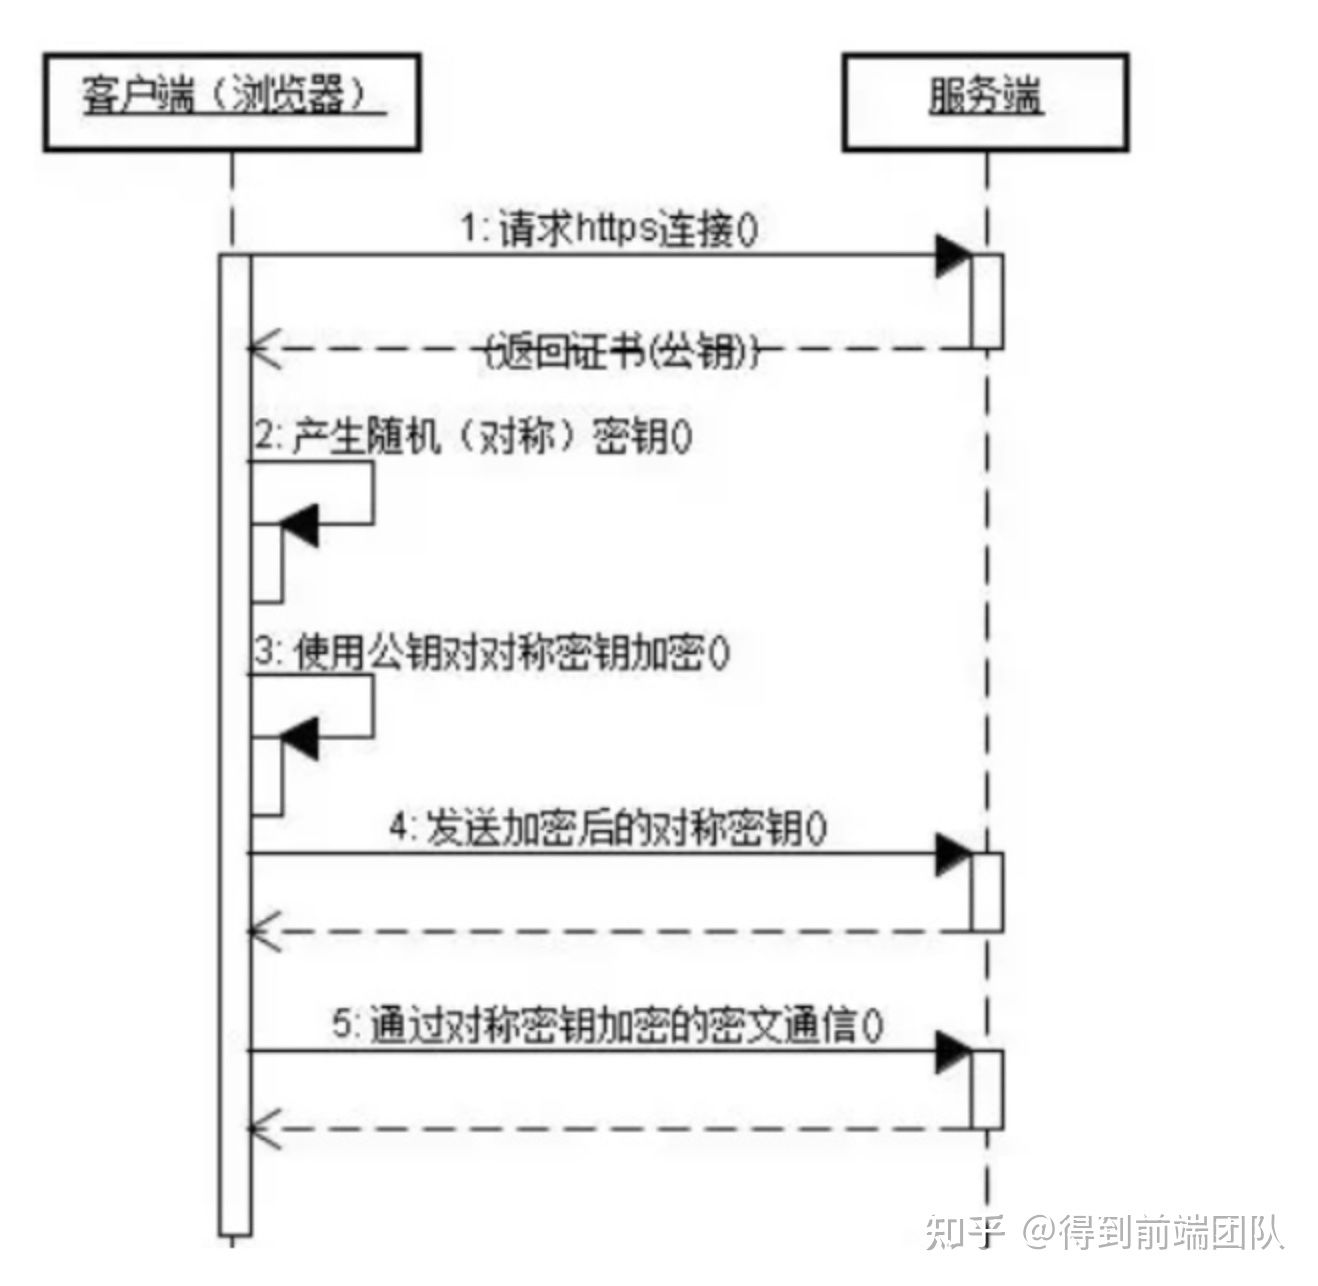 客户端（浏览器）
服务端
1: 请求https连接()
{返回证书(公钥)}
2: 产生随机（对称）密钥()
3: 使用公钥对对称密钥加密()
4: 发送加密后的对称密钥()
5: 通过对称密钥加密的密文通信()
知乎 @得到前端团队